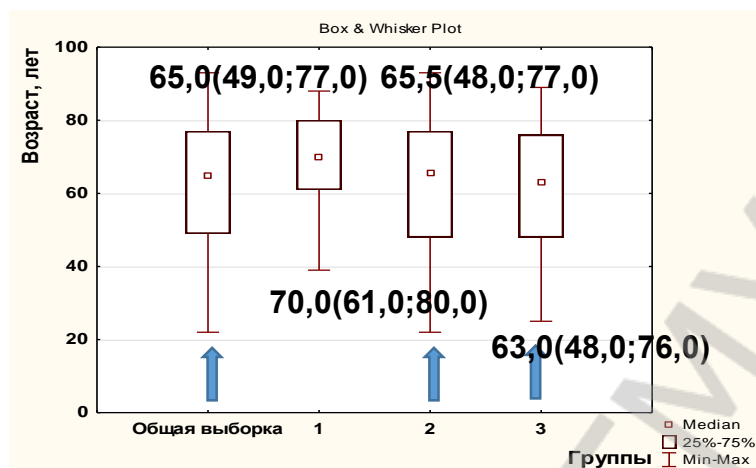 Box & Whisker Plot
Возраст, лет
100
80
60
40
20
0
65,0(49,0;77,0) 65,5(48,0;77,0)
70,0(61,0;80,0)
63,0(48,0;76,0)
Общая выборка 1 2 3
Группы
Median
25%-75%
Min-Max